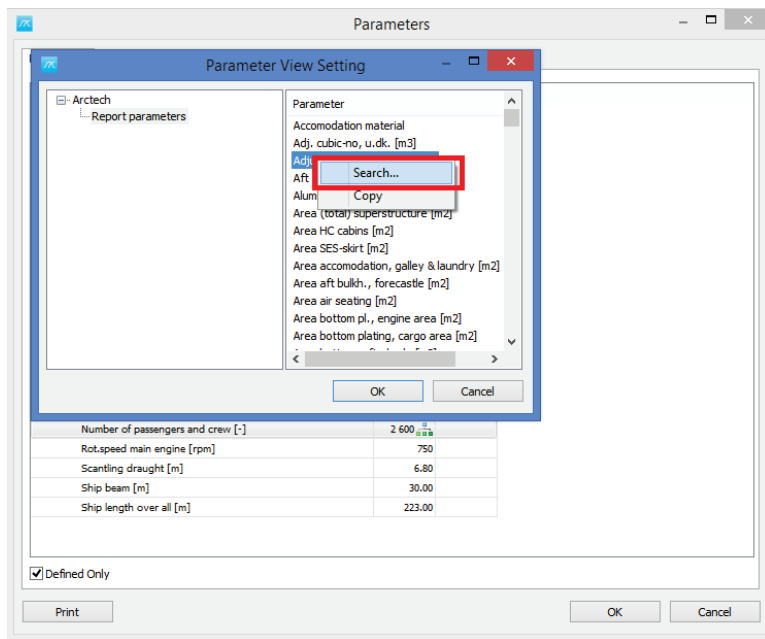 Parameters
Parameter View Setting
Arctech
Report parameters
Parameter
Accomodation material
Adj. cubic-no, u.dk. [m3]
Search...
Aft
Copy
Area (total) superstructure [m2]
Area HC cabins [m2]
Area SES-skirt [m2]
Area accomodation, galley & laundry [m2]
Area aft bulkh., forecastle [m2]
Area air seating [m2]
Area bottom pl., engine area [m2]
Area bottom plating, cargo area [m2]
OK Cancel
Number of passengers and crew [-] 2 600
Rot.speed main engine [rpm] 750
Scantling draught [m] 6.80
Ship beam [m] 30.00
Ship length over all [m] 223.00
Defined Only
Print OK Cancel